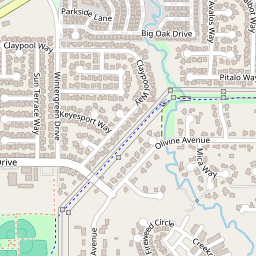 Parkside Lane
Big Oak Drive
Claypool Way
Wintergreen Drive
Sun Terrace Way
Claypool Way
Pitalo Way
Keyesport Way
Olivine Avenue
Mica Way
Drive
Avenue
Fireweed Circle